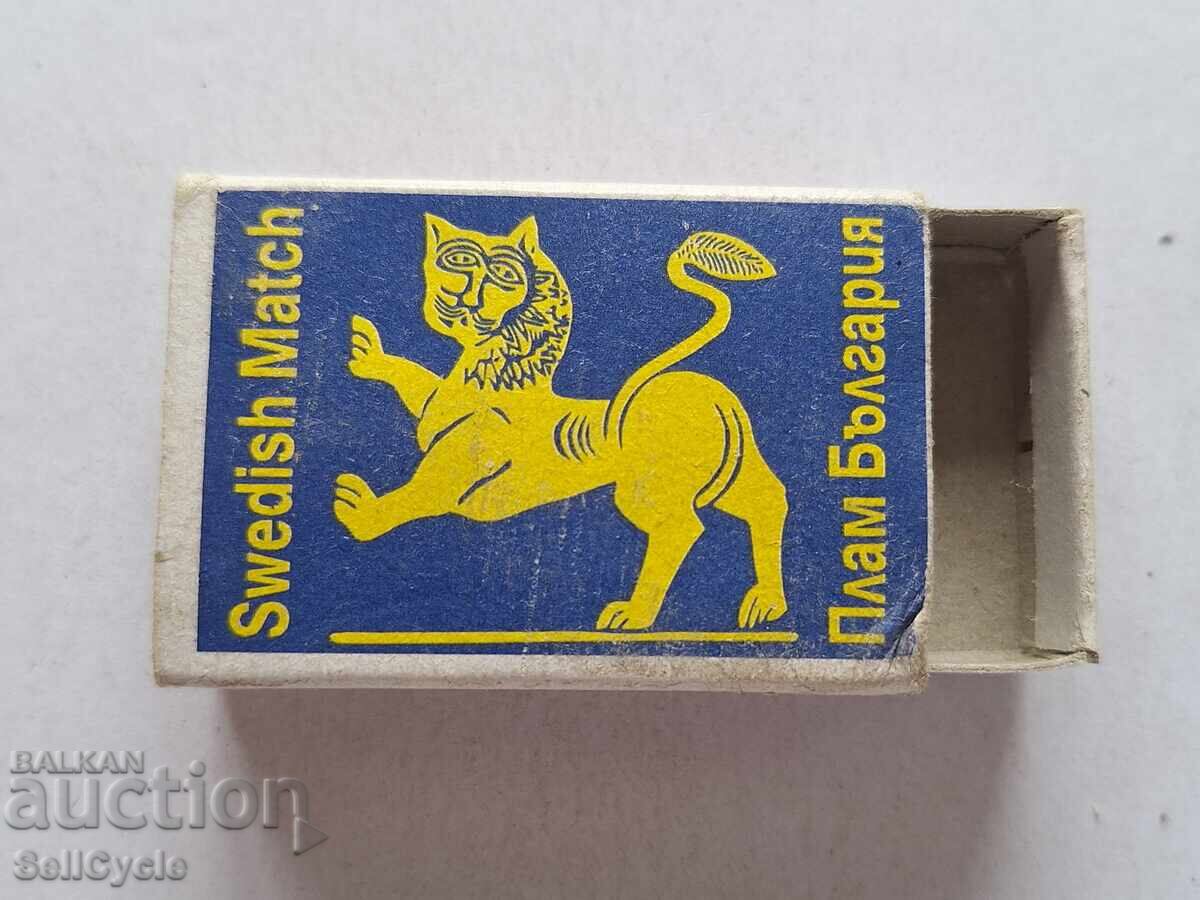 Swedish Match
Плам България
BALKAN
auction
SellCycle